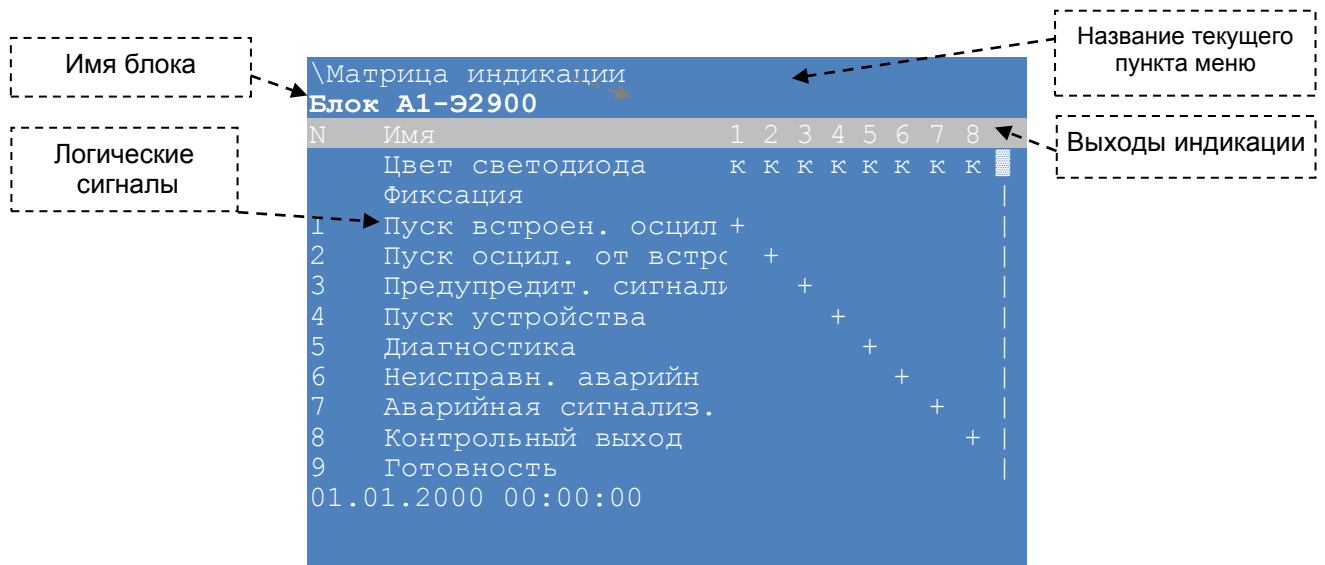 Имя блока
Название текущего
пункта меню
\Матрица индикации
Блок А1-Э2900
N Имя 1 2 3 4 5 6 7 8
Выходы индикации
Логические
сигналы
Цвет светодиода к к к к к к к к
Фиксация |
1 Пуск встроен. осцил + |
2 Пуск осцил. от встро + |
3 Предупредит. сигнали + |
4 Пуск устройства + |
5 Диагностика + |
6 Неисправн. аварийн + |
7 Аварийная сигнализ. + |
8 Контрольный выход + |
9 Готовность |
01.01.2000 00:00:00